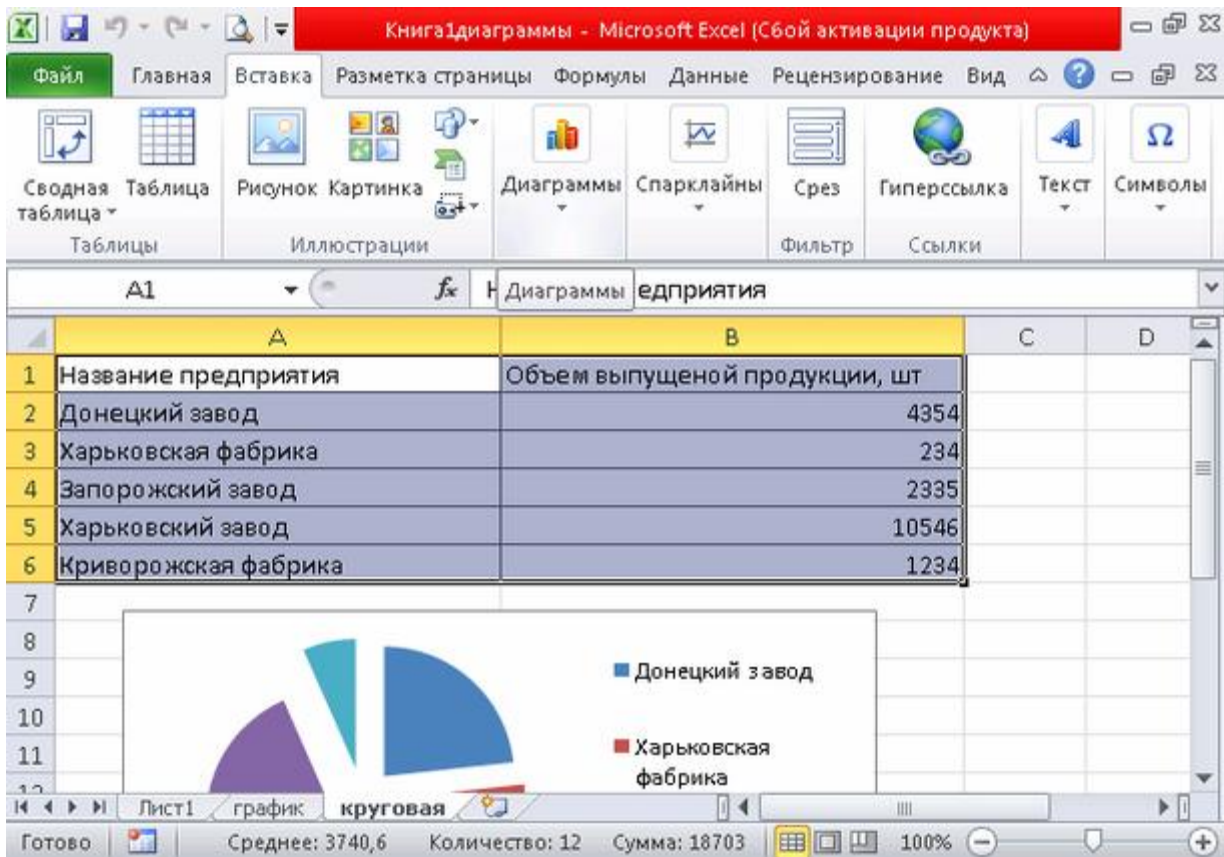 Книга1диаграммы - Microsoft Excel (Сбой активации продукта)
Файл Главная Вставка Разметка страницы Формулы Данные Рецензирование Вид
Сводная таблица Таблица Рисунок Картинка Диаграммы Спарклайны Срез Гиперссылка Текст Символы
Таблицы Иллюстрации Фильтр Ссылки
A1 fx Диаграммы едприятия
A B C D
1 Название предприятия Объем выпущеной продукции, шт
2 Донецкий завод 4354
3 Харьковская фабрика 234
4 Запорожский завод 2335
5 Харьковский завод 10546
6 Криворожская фабрика 1234
7
8
9 Донецкий завод
10
11 Харьковская
фабрика
12
Лист1 график круговая
Готово Среднее: 3740,6 Количество: 12 Сумма: 18703 100%